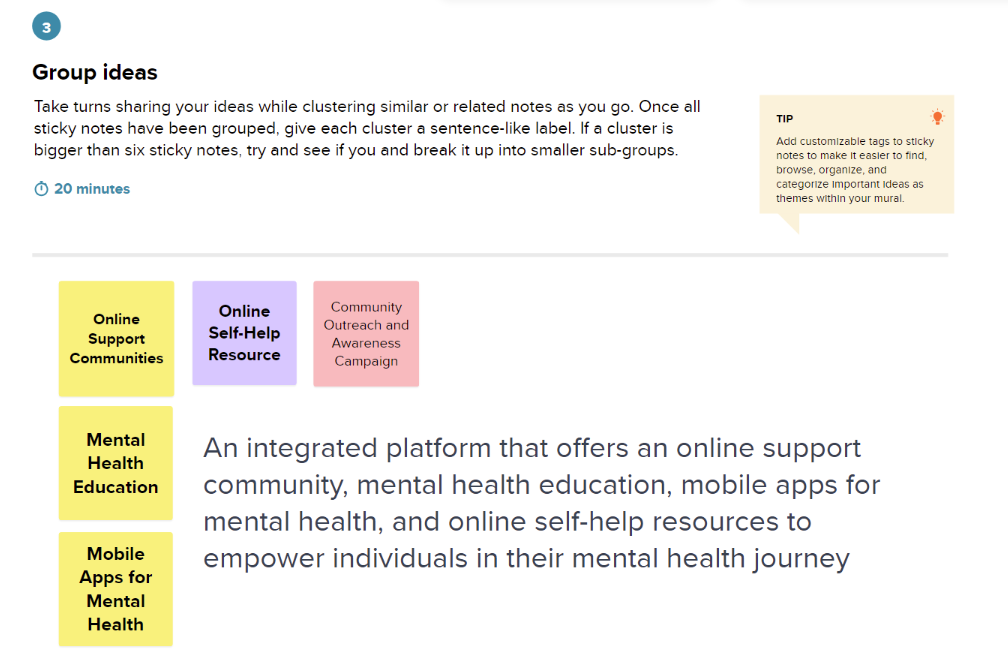 3
Group ideas
Take turns sharing your ideas while clustering similar or related notes as you go. Once all
sticky notes have been grouped, give each cluster a sentence-like label. If a cluster is
bigger than six sticky notes, try and see if you and break it up into smaller sub-groups.
20 minutes
TIP
Add customizable tags to sticky
notes to make it easier to find,
browse, organize, and
categorize important ideas as
themes within your mural.
Online
Support
Communities
Online
Self-Help
Resource
Community
Outreach and
Awareness
Campaign
Mental
Health
Education
An integrated platform that offers an online support
community, mental health education, mobile apps for
mental health, and online self-help resources to
empower individuals in their mental health journey
Mobile
Apps for
Mental
Health